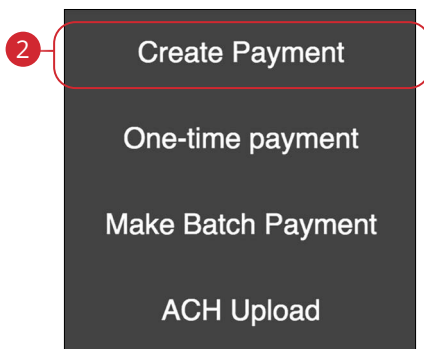 2
Create Payment
One-time payment
Make Batch Payment
ACH Upload